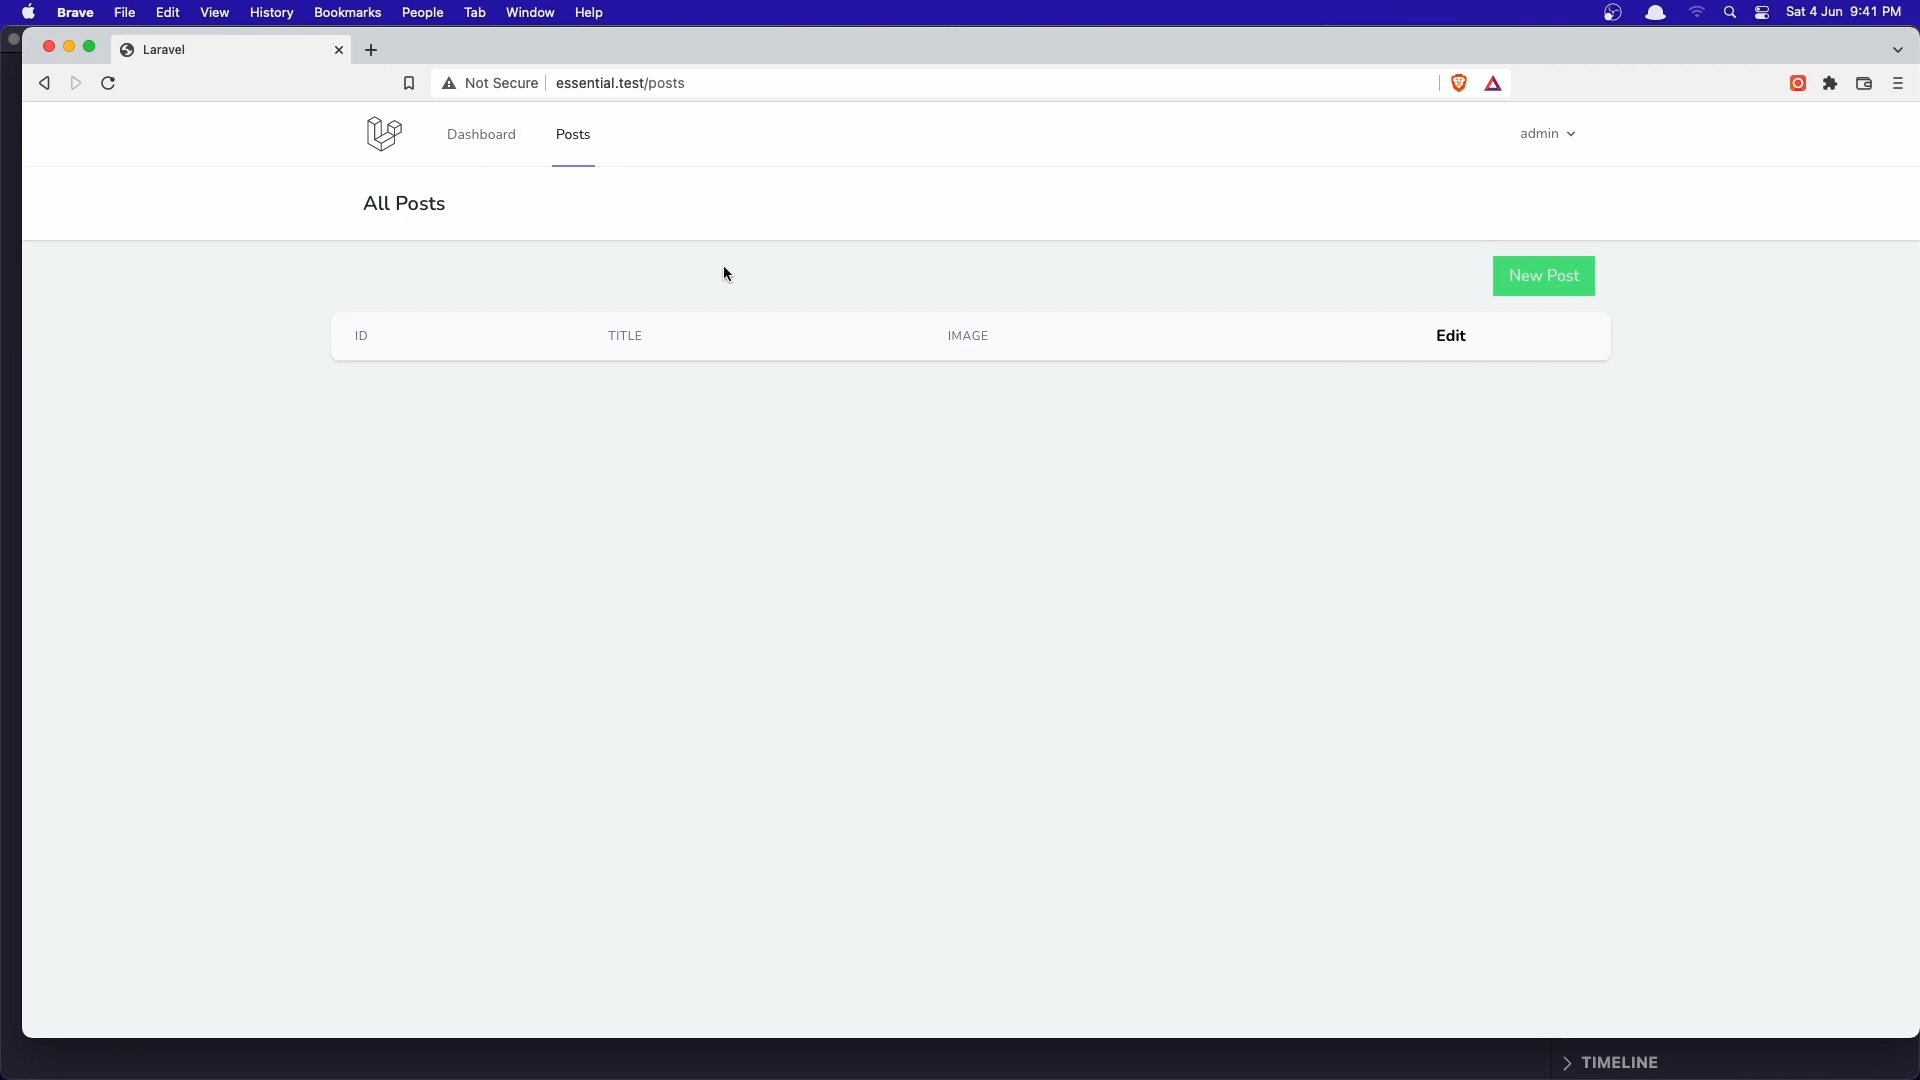 Brave File Edit View History Bookmarks People Tab Window Help Sat 4 Jun 9:41 PM
Laravel
Not Secure essential.test/posts
Dashboard Posts admin
All Posts
New Post
ID TITLE IMAGE Edit
TIMELINE